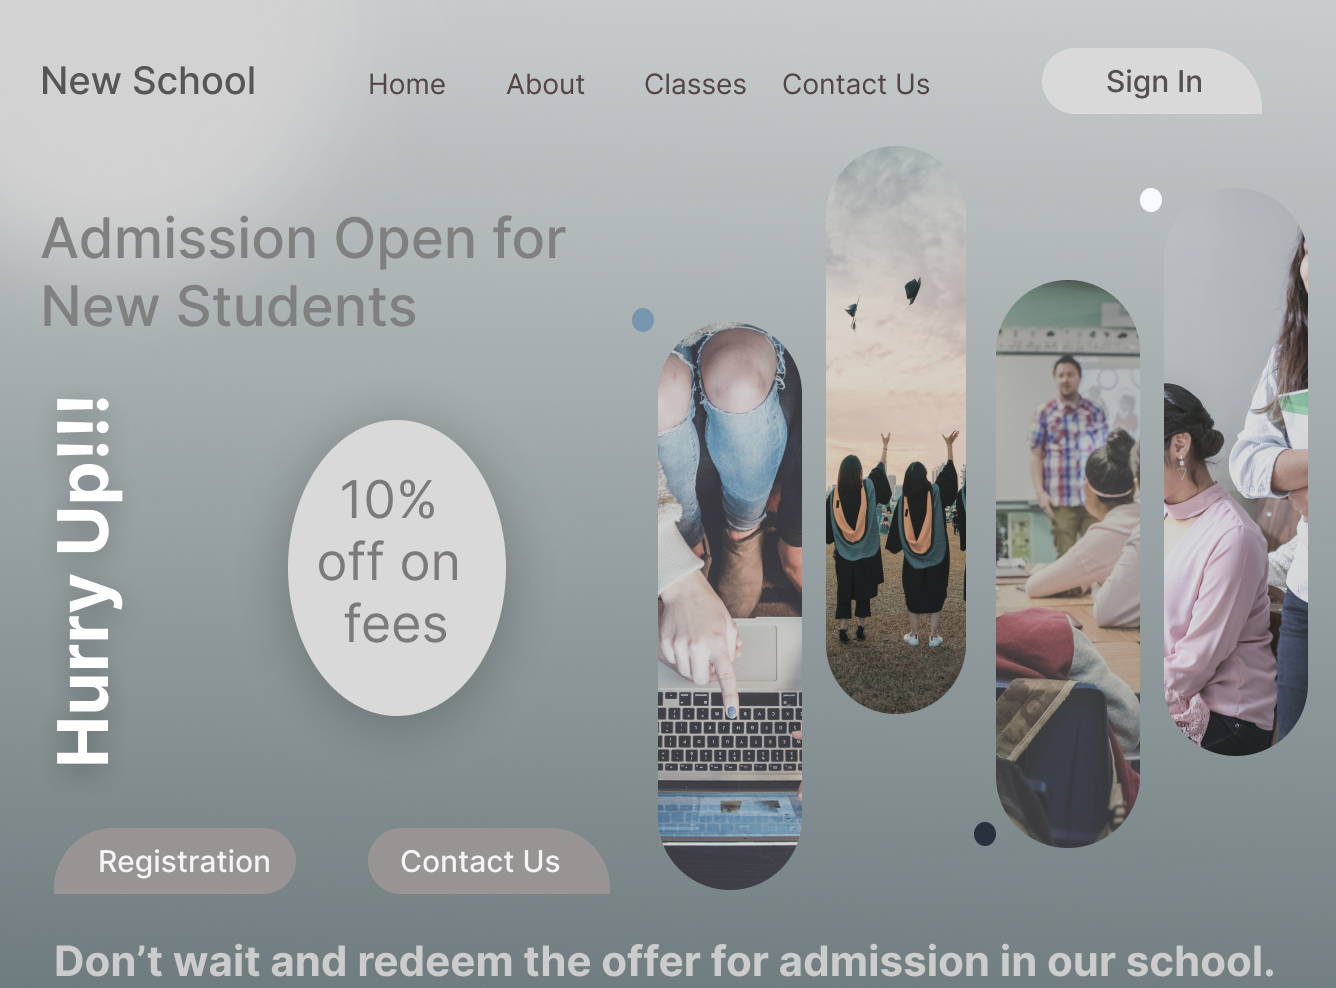 New School
Home
About
Classes
Contact Us
Sign In
Admission Open for
New Students
Hurry Up!!!
10%
off on
fees
Registration
Contact Us
Don’t wait and redeem the offer for admission in our school.